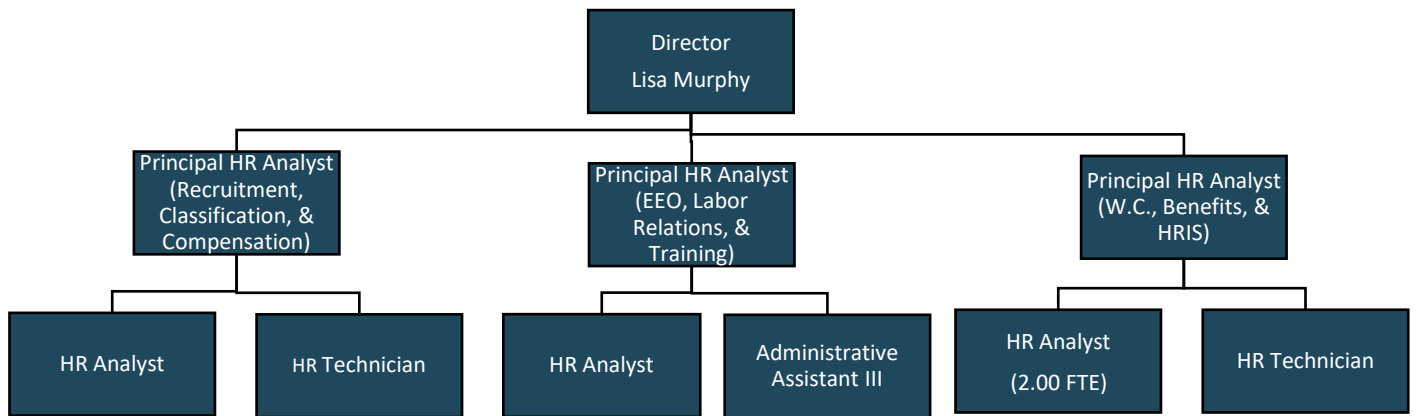 Director
Lisa Murphy
Principal HR Analyst
(Recruitment,
Classification, &
Compensation)
Principal HR Analyst
(EEO, Labor
Relations, &
Training)
Principal HR Analyst
(W.C., Benefits, &
HRIS)
HR Analyst
HR Technician
HR Analyst
Administrative
Assistant III
HR Analyst
(2.00 FTE)
HR Technician